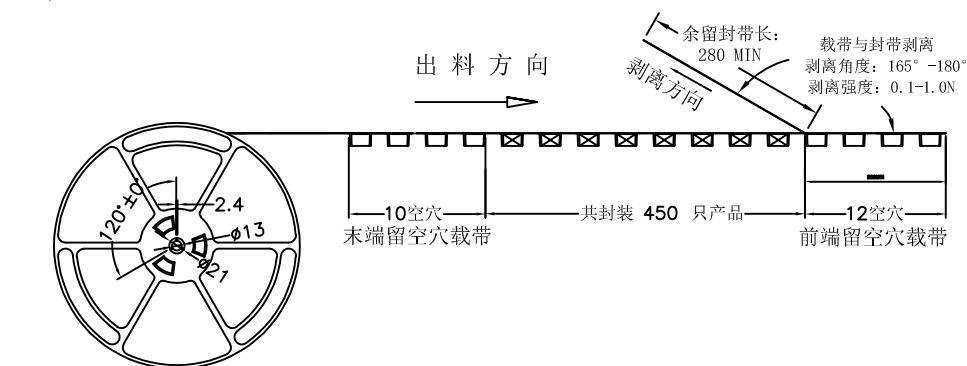 余留封带长：
280 MIN
载带与封带剥离
剥离角度：165°-180°
剥离强度：0.1-1.0N
出料方向
剥离方向
120°±0°
2.4
ø13
ø21
10空穴
末端留空穴载带
共封装 450 只产品
12空穴
前端留空穴载带